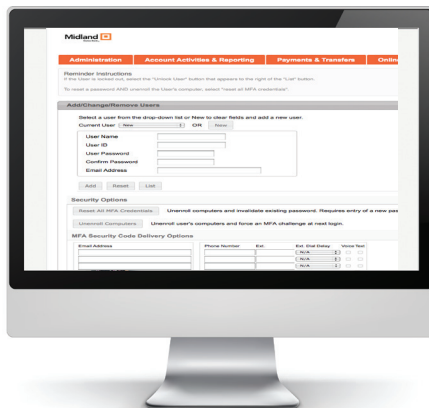 Midland
Administration Account Activities & Reporting Payments & Transfers Online
Reminder Instructions
If the User is locked out, select the "Unlock User" button that appears to the right of the "List" button.
To reset a password AND unenroll the User's computer, select "reset all MFA credentials".
Add/Change/Remove Users
Select a user from the drop-down list or New to clear fields and add a new user.
Current User New OR New
User Name
User ID
User Password
Confirm Password
Email Address
Add Reset List
Security Options
Reset All MFA Credentials Unenroll computers and invalidate existing password. Requires entry of a new pas
Unenroll Computers Unenroll user's computers and force an MFA challenge at next login.
MFA Security Code Delivery Options
Email Address Phone Number Ext. Ext. Dial Delay Voice Text
N/A
N/A
N/A